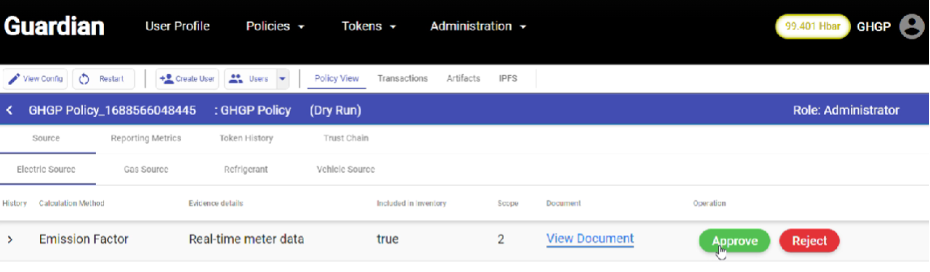 Guardian User Profile Policies Tokens Administration 99.401 Hbar GHGP
View Config Restart Create User Users Policy View Transactions Artifacts IPFS
GHGP Policy_1688566048445 : GHGP Policy (Dry Run) Role: Administrator
Source Reporting Metrics Token History Trust Chain
Electric Source Gas Source Refrigerant Vehicle Source
History Calculation Method Evidence details Included in Inventory Scope Document Operation
Emission Factor Real-time meter data true 2 View Document Approve Reject